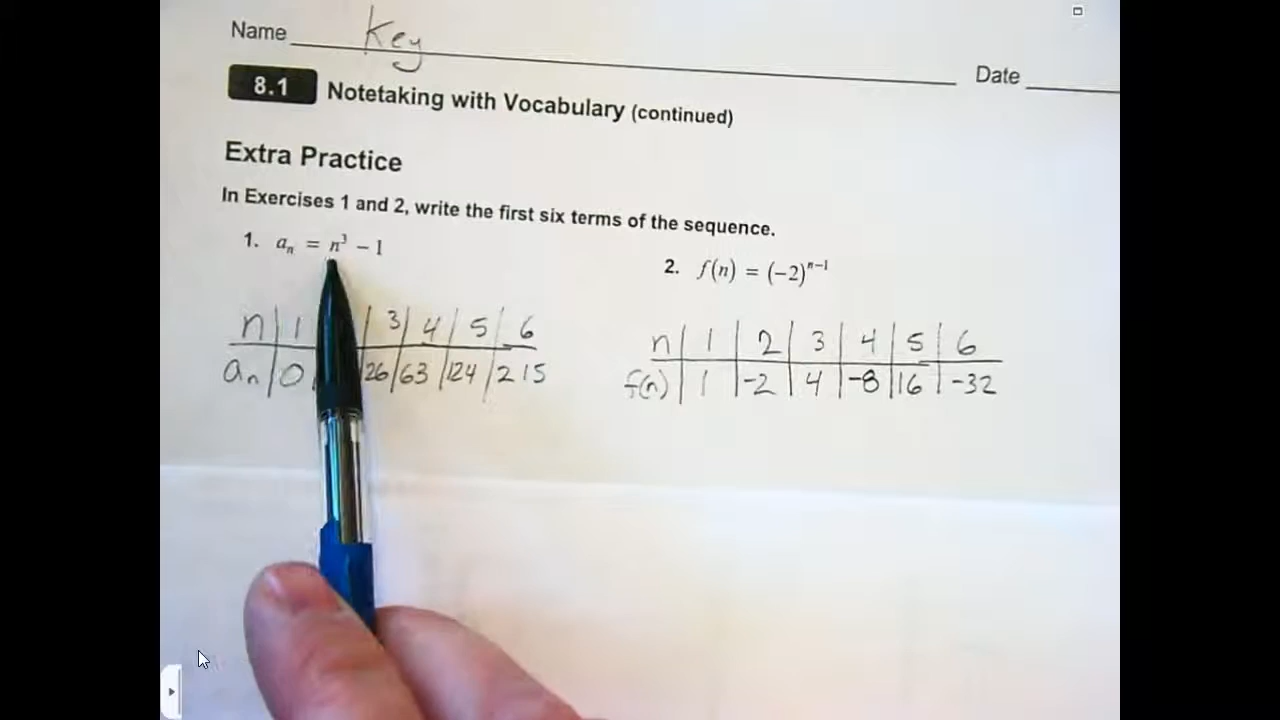 Name Key Date
8.1 Notetaking with Vocabulary (continued)
Extra Practice
In Exercises 1 and 2, write the first six terms of the sequence.
1. aₙ = n³ − 1
2. f(n) = (−2)ⁿ⁻¹
n | 1 | 3 | 4 | 5 | 6
aₙ | 0 | 26 | 63 | 124 | 215
n | 1 | 2 | 3 | 4 | 5 | 6
f(n) | 1 | -2 | 4 | -8 | 16 | -32